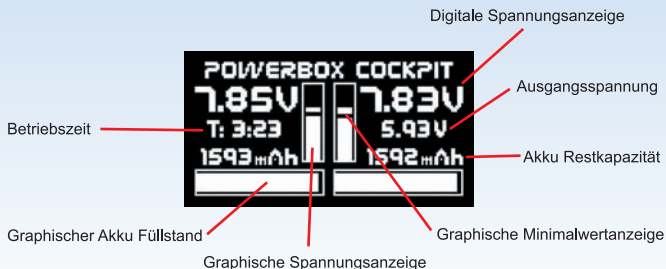 Digitale Spannungsanzeige
POWERBOX COCKPIT
7.85V 7.83V
Ausgangsspannung
Betriebszeit
T: 3:23 5.93V
1593mAh 1592mAh
Akku Restkapazität
Graphischer Akku Füllstand
Graphische Minimalwertanzeige
Graphische Spannungsanzeige